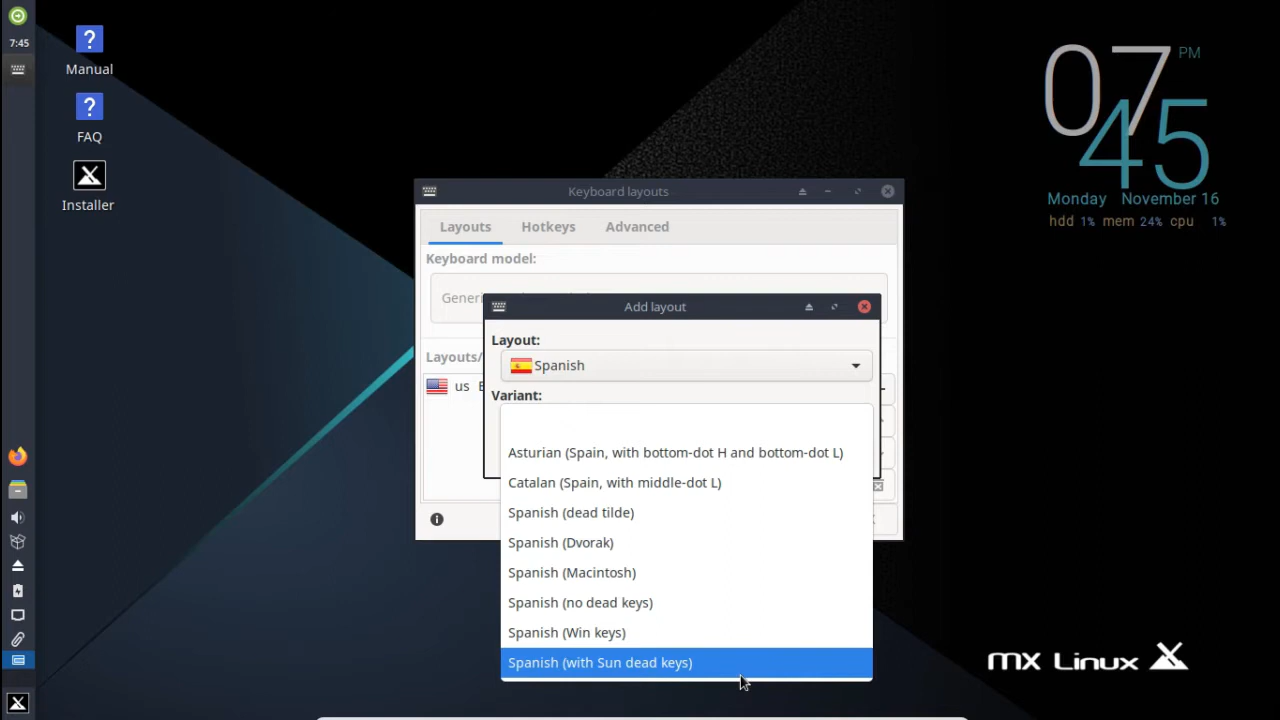 7:45
Manual
FAQ
Installer
07 PM
45
Monday November 16
hdd 1% mem 24% cpu 1%
Keyboard layouts
Layouts Hotkeys Advanced
Keyboard model:
Generi
Add layout
Layout:
Layouts/
Spanish
us E
Variant:
Asturian (Spain, with bottom-dot H and bottom-dot L)
Catalan (Spain, with middle-dot L)
Spanish (dead tilde)
Spanish (Dvorak)
Spanish (Macintosh)
Spanish (no dead keys)
Spanish (Win keys)
Spanish (with Sun dead keys)
MX Linux